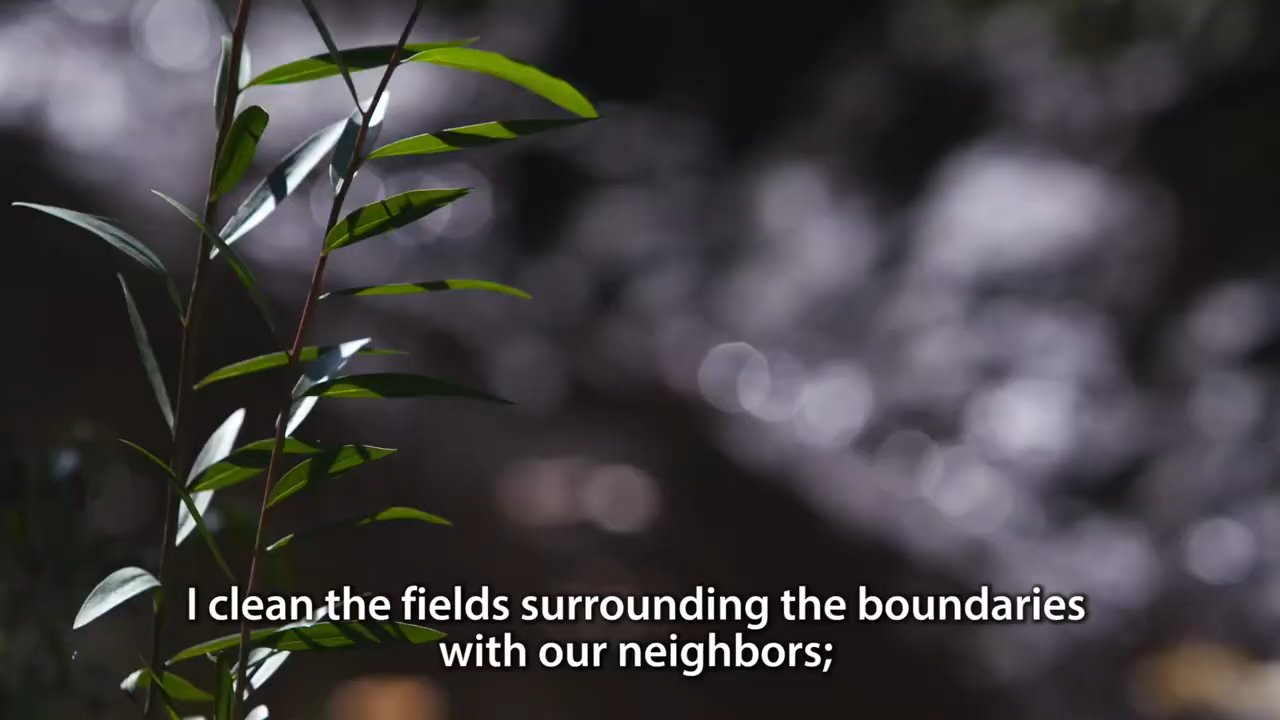 I clean the fields surrounding the boundaries
with our neighbors;